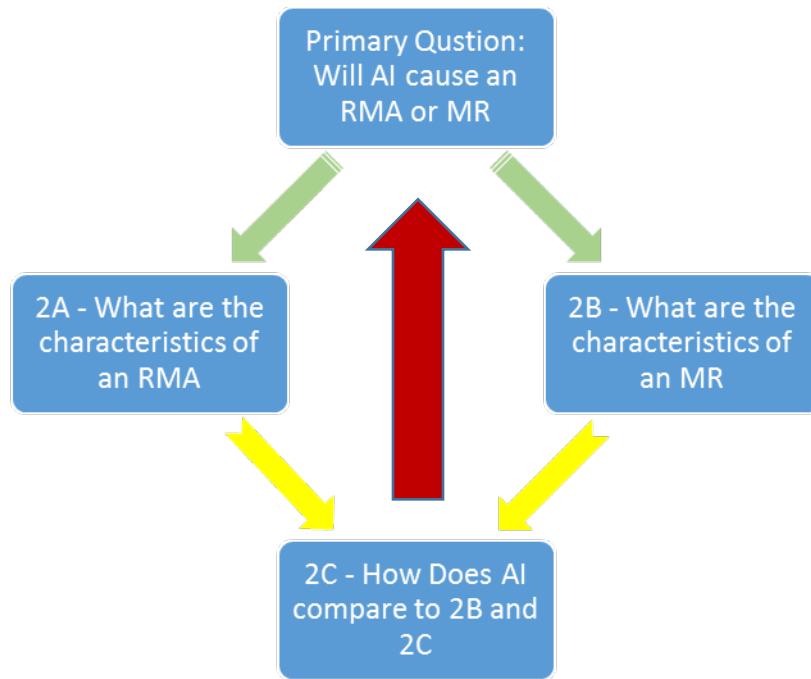 Primary Qustion:
Will AI cause an
RMA or MR
2A - What are the
characteristics of
an RMA
2B - What are the
characteristics of
an MR
2C - How Does AI
compare to 2B and
2C